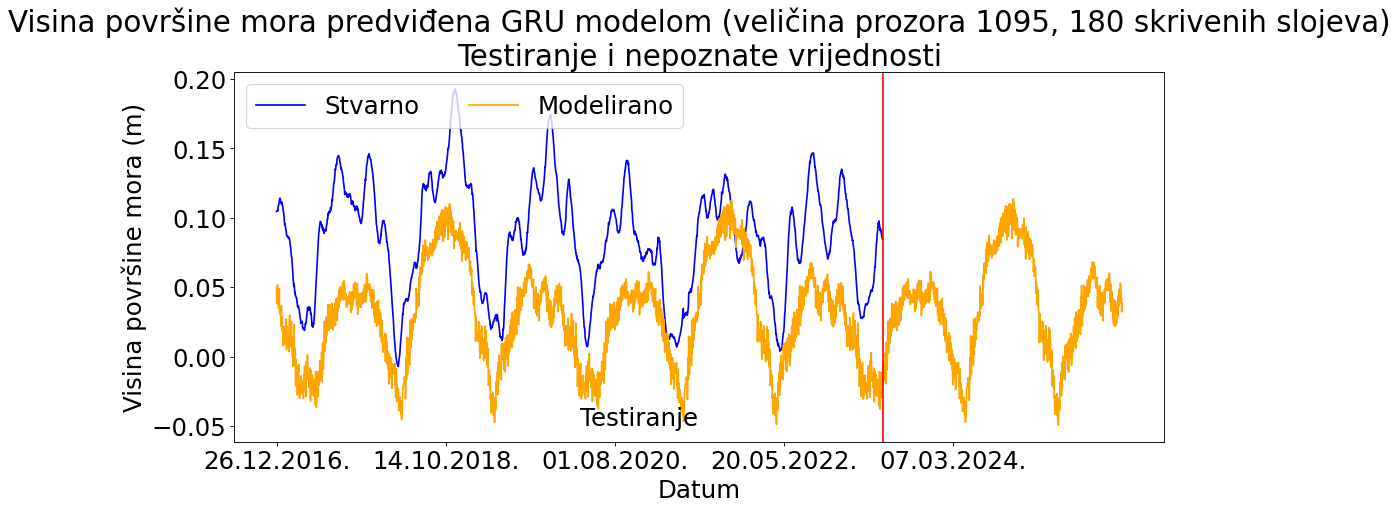 Visina površine mora predviđena GRU modelom (veličina prozora 1095, 180 skrivenih slojeva)
Testiranje i nepoznate vrijednosti
Stvarno
Modelirano
Visina površine mora (m)
0.20
0.15
0.10
0.05
0.00
−0.05
Testiranje
26.12.2016.
14.10.2018.
01.08.2020.
20.05.2022.
07.03.2024.
Datum